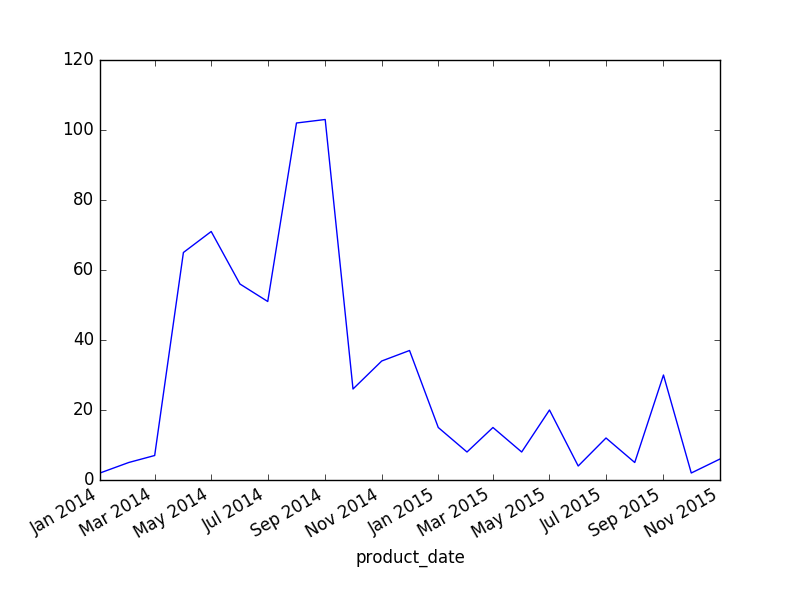 120
100
80
60
40
20
0
Jan 2014
Mar 2014
May 2014
Jul 2014
Sep 2014
Nov 2014
Jan 2015
Mar 2015
May 2015
Jul 2015
Sep 2015
Nov 2015
product_date